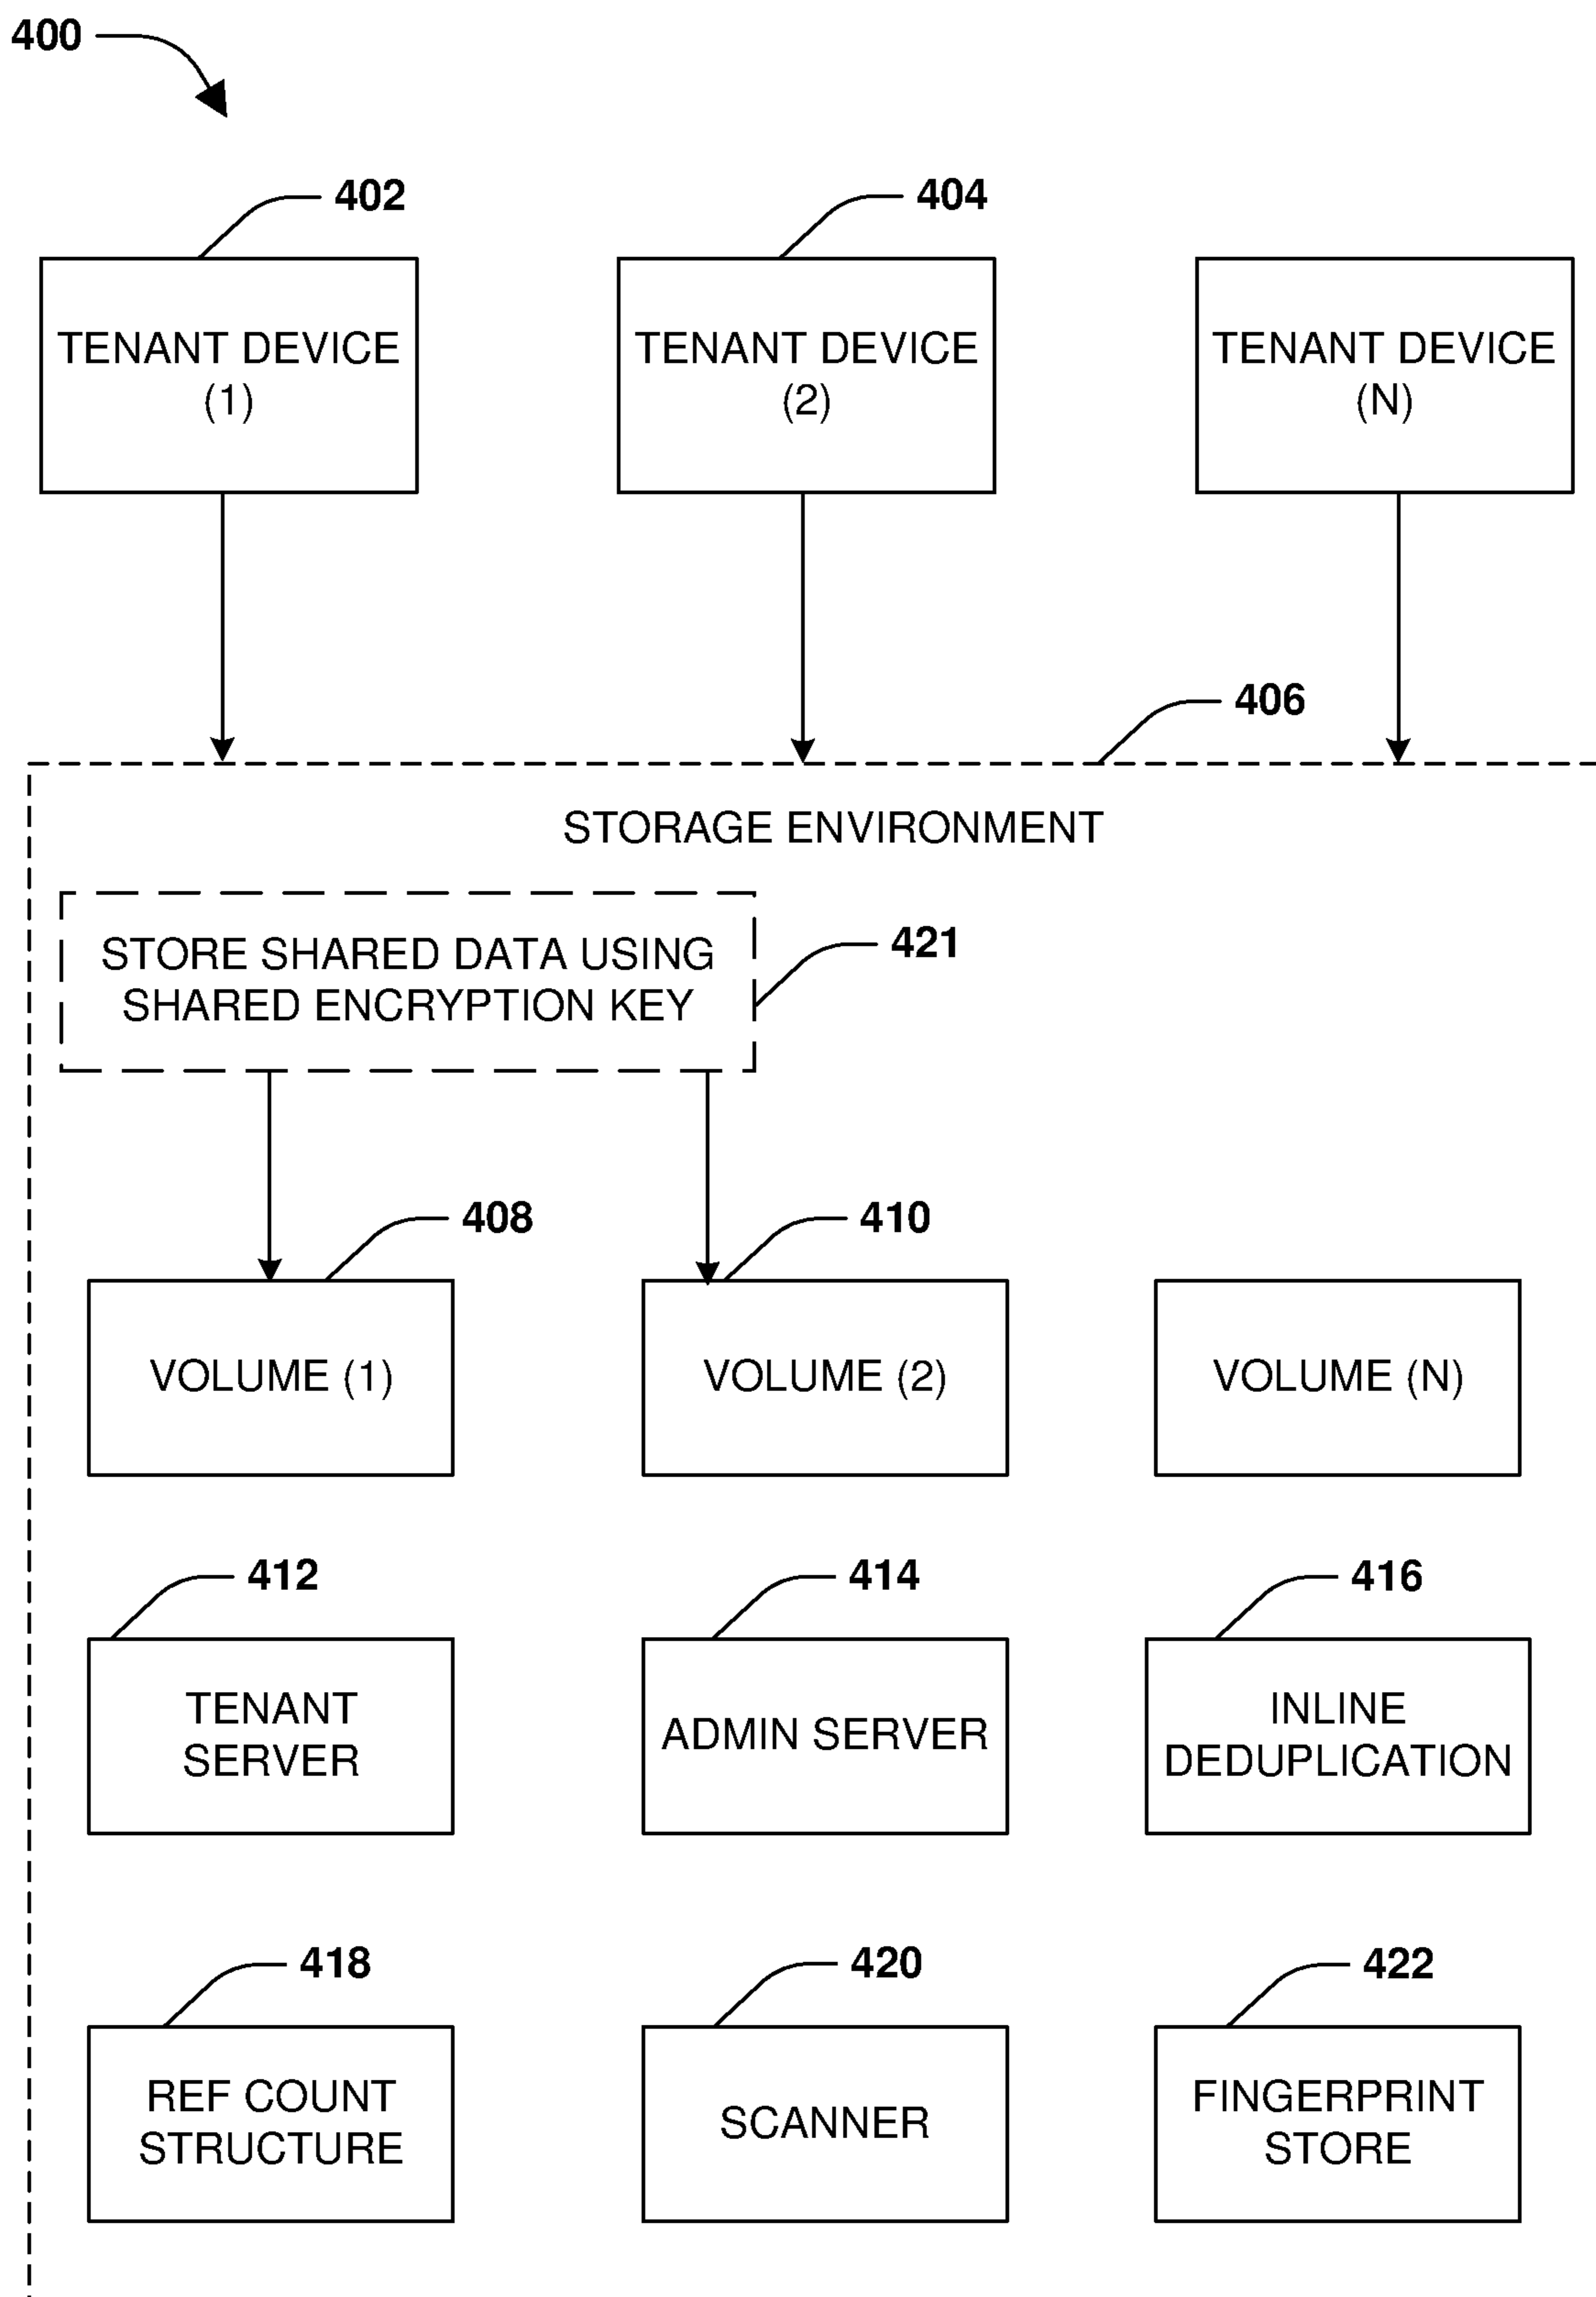 400
402
404
TENANT DEVICE
(1)
TENANT DEVICE
(2)
TENANT DEVICE
(N)
406
STORAGE ENVIRONMENT
STORE SHARED DATA USING
SHARED ENCRYPTION KEY
421
408
410
VOLUME (1)
VOLUME (2)
VOLUME (N)
412
414
416
TENANT
SERVER
ADMIN SERVER
INLINE
DEDUPLICATION
418
420
422
REF COUNT
STRUCTURE
SCANNER
FINGERPRINT
STORE